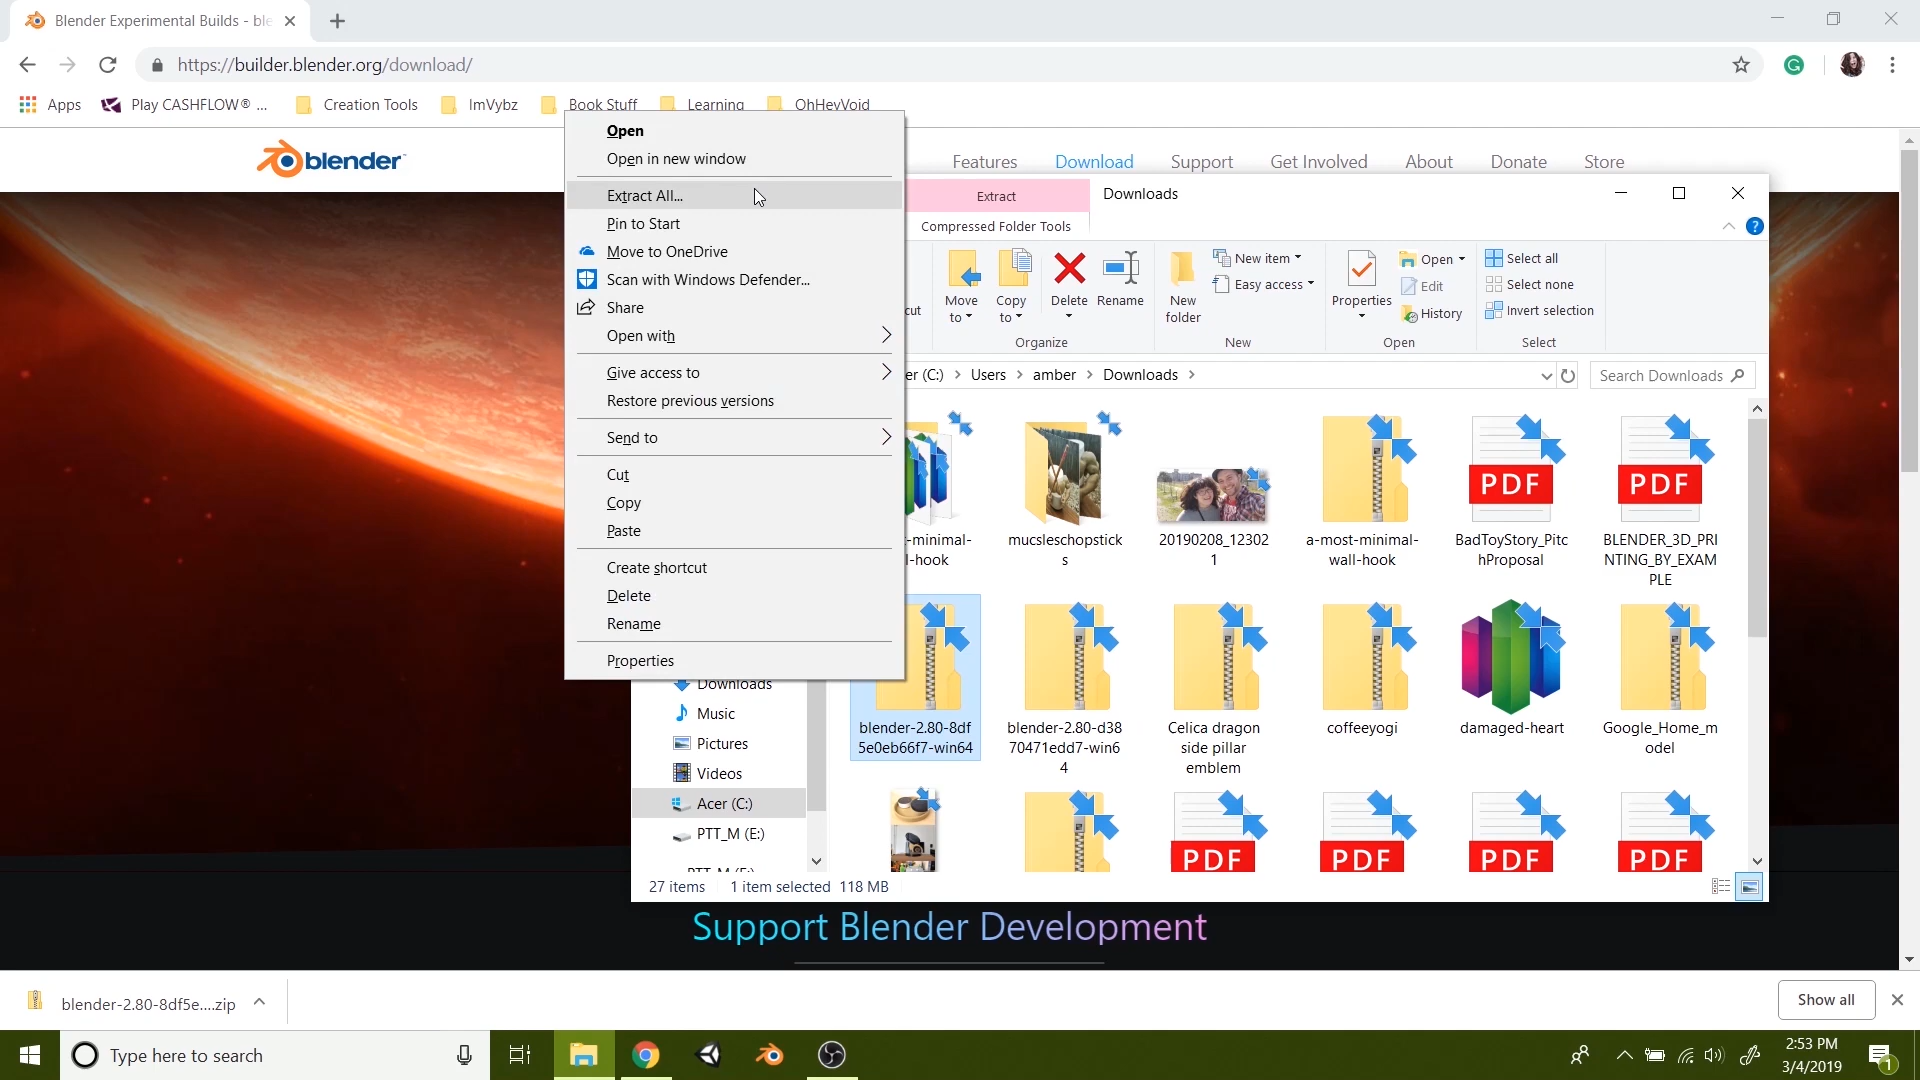 Blender Experimental Builds - ble
https://builder.blender.org/download/
Apps
Play CASHFLOW® ...
Creation Tools
ImVybz
Book Stuff
Learning
OhHeyVoid
blender
Features
Download
Support
Get Involved
About
Donate
Store
Open
Open in new window
Extract All...
Pin to Start
Move to OneDrive
Scan with Windows Defender...
Share
Open with
Give access to
Restore previous versions
Send to
Cut
Copy
Paste
Create shortcut
Delete
Rename
Properties
Extract
Downloads
Compressed Folder Tools
cut
Move to
Copy to
Delete
Rename
Organize
New folder
New item
Easy access
New
Properties
Open
Edit
History
Open
Select all
Select none
Invert selection
Select
er (C:) > Users > amber > Downloads >
Search Downloads
-minimal-
l-hook
mucsleschopstick
s
20190208_12302
1
a-most-minimal-
wall-hook
BadToyStory_Pitc
hProposal
BLENDER_3D_PRI
NTING_BY_EXAM
PLE
PDF
PDF
blender-2.80-8df
5e0eb66f7-win64
blender-2.80-d38
70471edd7-win6
4
Celica dragon
side pillar
emblem
coffeeyogi
damaged-heart
Google_Home_m
odel
PDF
PDF
PDF
PDF
Downloads
Music
Pictures
Videos
Acer (C:)
PTT_M (E:)
PTT_M (E:)
27 items
1 item selected 118 MB
Support Blender Development
blender-2.80-8df5e....zip
Show all
Type here to search
2:53 PM
3/4/2019
1